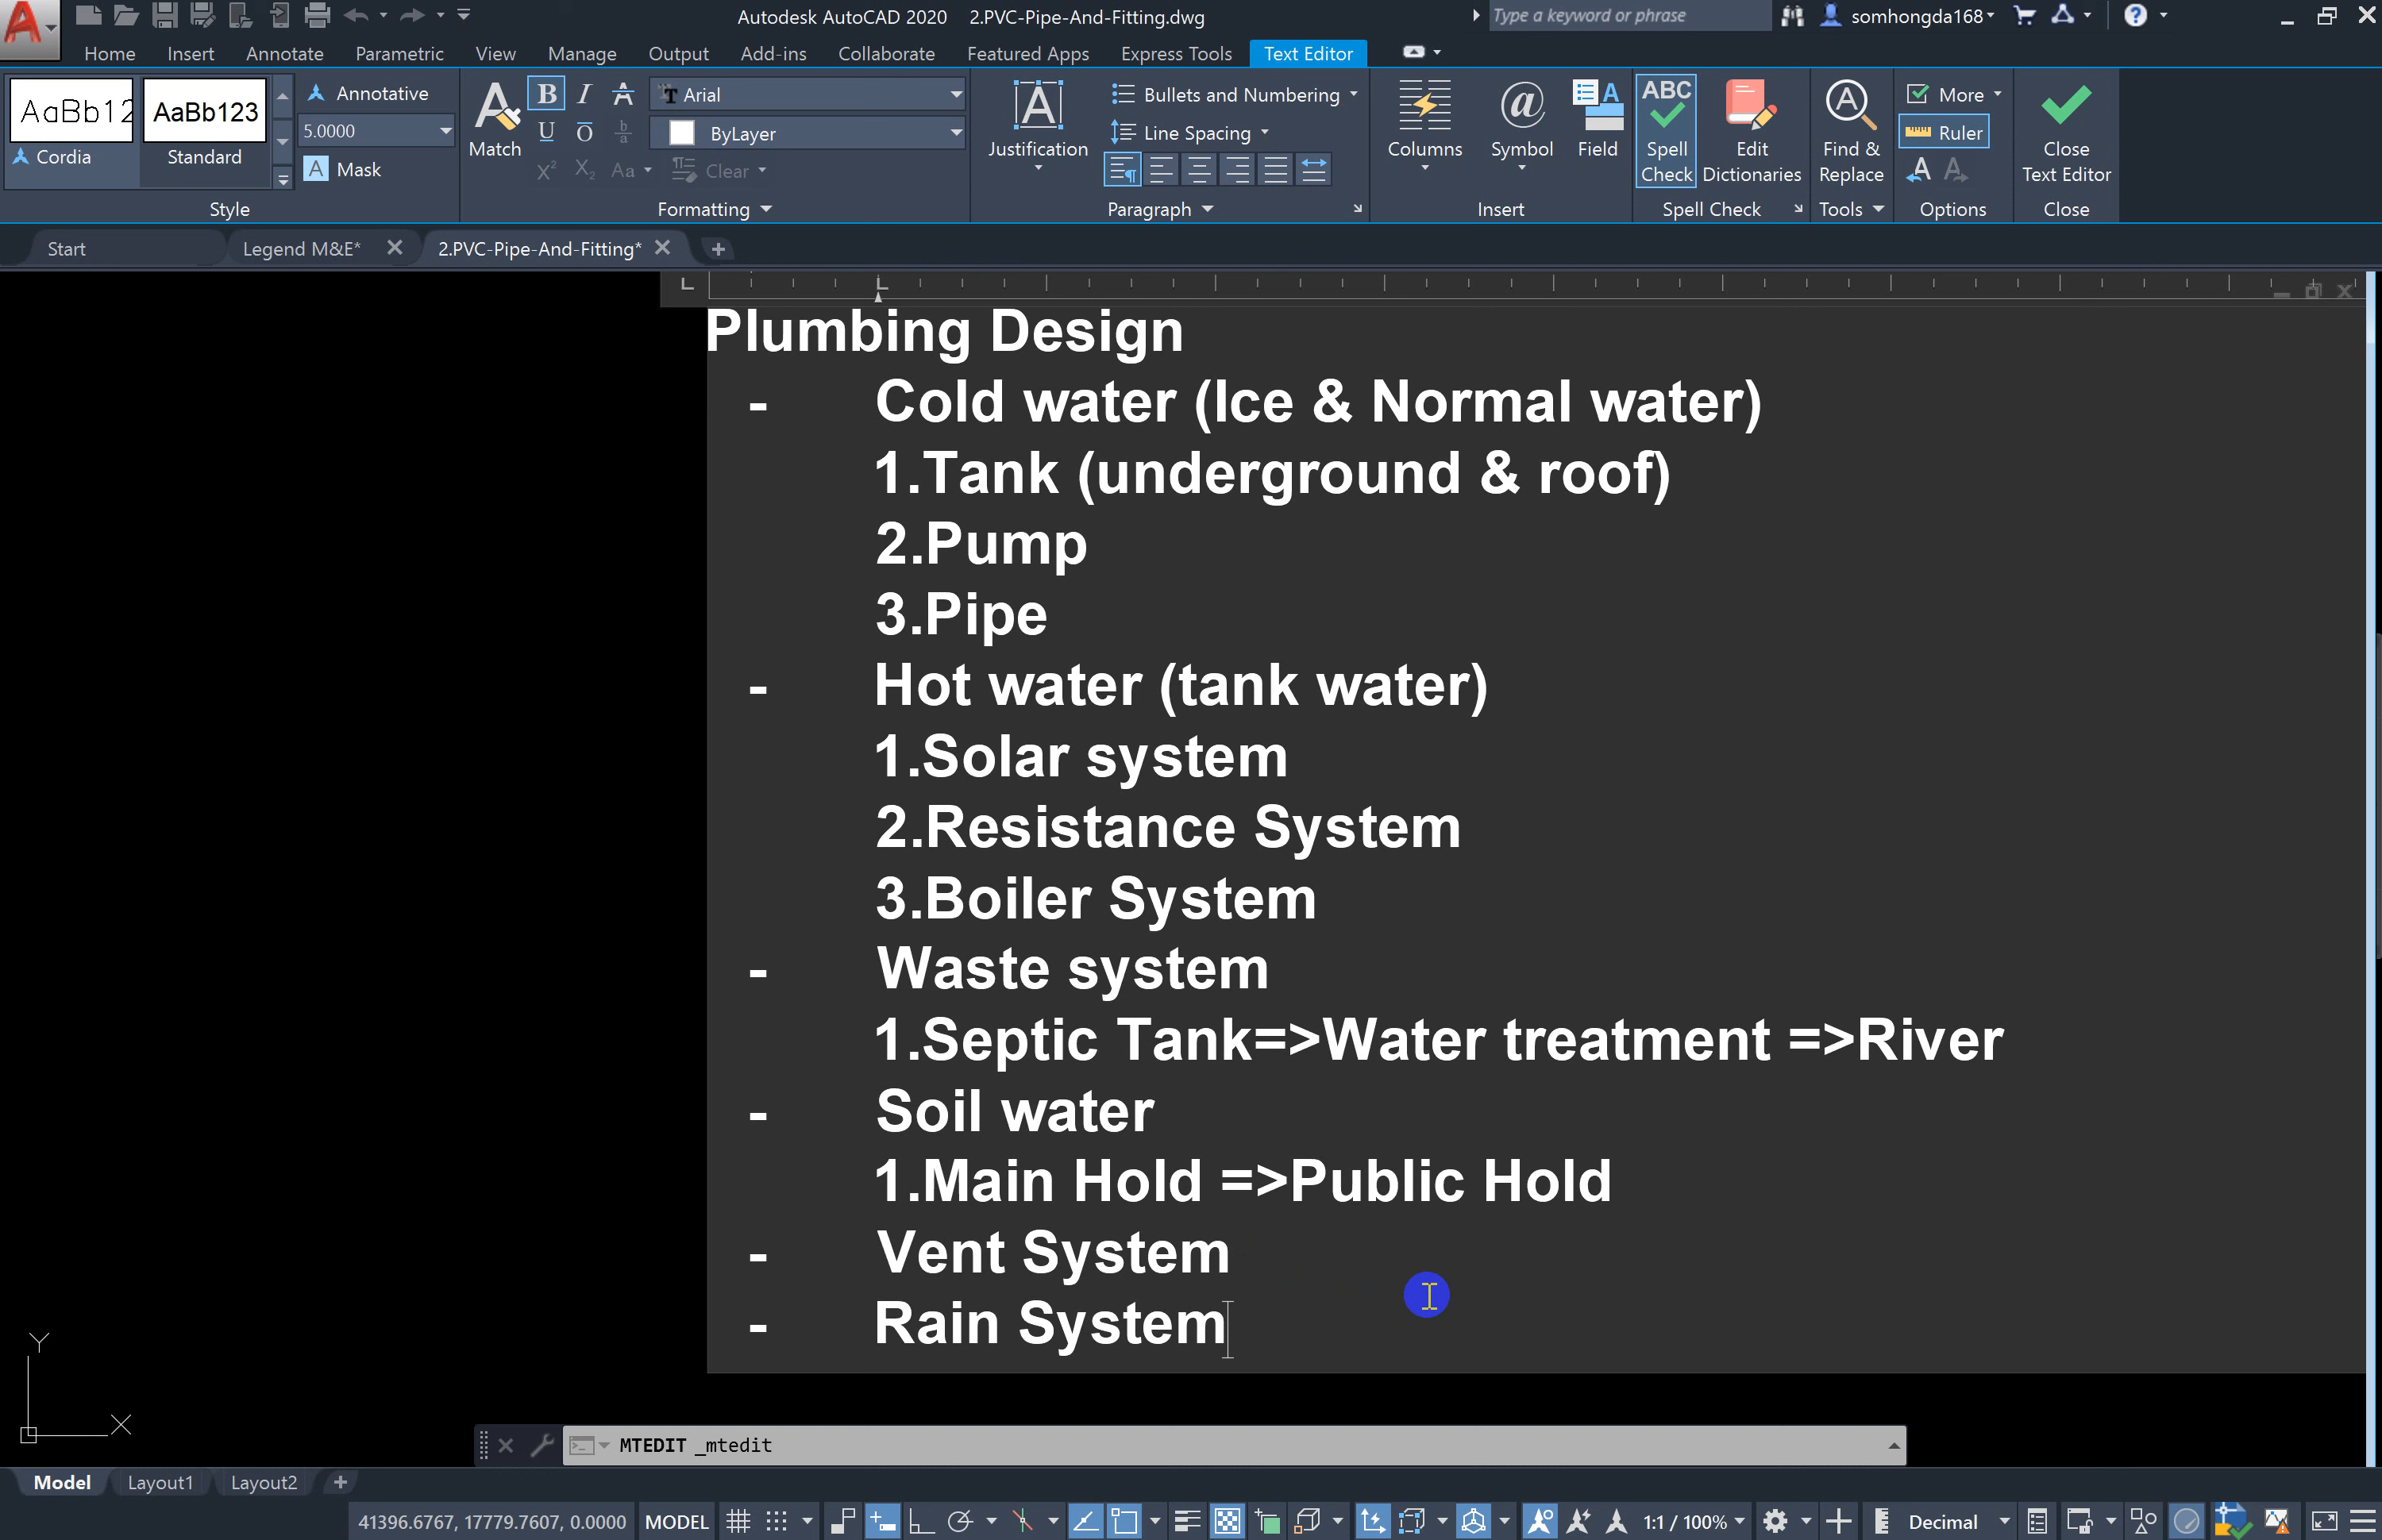 Autodesk AutoCAD 2020 2.PVC-Pipe-And-Fitting.dwg
Type a keyword or phrase
somhongda168
Home Insert Annotate Parametric View Manage Output Add-ins Collaborate Featured Apps Express Tools Text Editor
AaBb12 AaBb123
Cordia Standard
Annotative
5.0000
A Mask
Style
Match
B I A
U O b/a
X² X₂ Aa Clear
Arial
ByLayer
Formatting
Justification
Bullets and Numbering
Line Spacing
Paragraph
Columns Symbol Field
Insert
ABC
Spell Check
Edit Dictionaries
Spell Check
Find & Replace
Tools
More
Ruler
Options
Close Text Editor
Close
Start Legend M&E* 2.PVC-Pipe-And-Fitting*
Plumbing Design
- Cold water (Ice & Normal water)
1.Tank (underground & roof)
2.Pump
3.Pipe
- Hot water (tank water)
1.Solar system
2.Resistance System
3.Boiler System
- Waste system
1.Septic Tank=>Water treatment =>River
- Soil water
1.Main Hold =>Public Hold
- Vent System
- Rain System
Y
X
MTEDIT _mtedit
Model Layout1 Layout2
41396.6767, 17779.7607, 0.0000 MODEL 1:1 / 100% Decimal